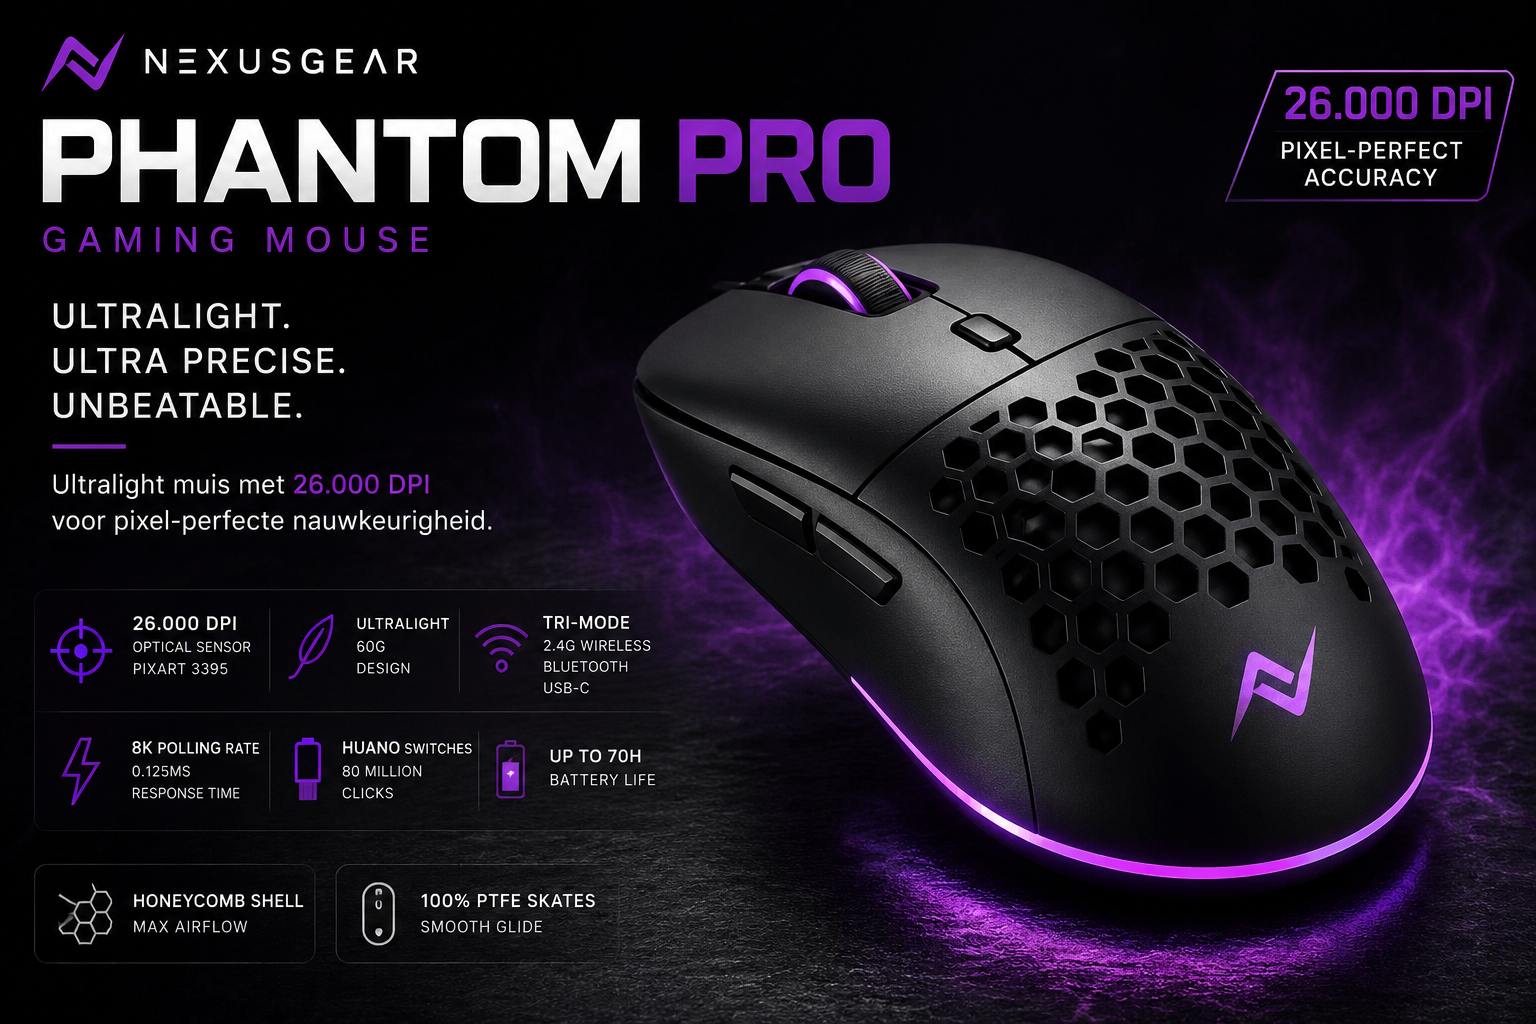 NEXUSGEAR
PHANTOM PRO
GAMING MOUSE
26.000 DPI
PIXEL-PERFECT
ACCURACY
ULTRALIGHT.
ULTRA PRECISE.
UNBEATABLE.
Ultralight muis met 26.000 DPI
voor pixel-perfecte nauwkeurigheid.
26.000 DPI
OPTICAL SENSOR
PIXART 3395
ULTRALIGHT
60G
DESIGN
TRI-MODE
2.4G WIRELESS
BLUETOOTH
USB-C
8K POLLING RATE
0.125MS
RESPONSE TIME
HUANO SWITCHES
80 MILLION
CLICKS
UP TO 70H
BATTERY LIFE
HONEYCOMB SHELL
MAX AIRFLOW
100% PTFE SKATES
SMOOTH GLIDE